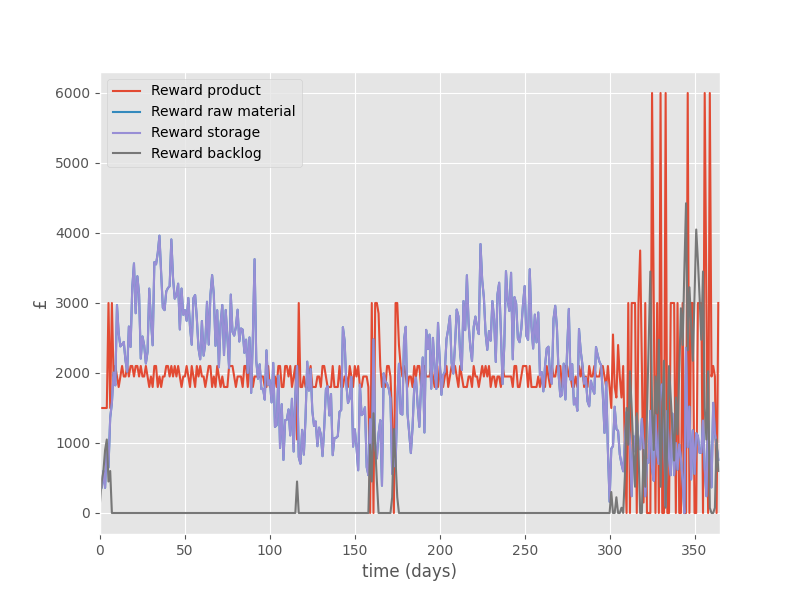 Reward product
Reward raw material
Reward storage
Reward backlog
6000
5000
4000
3000
2000
1000
0
£
0 50 100 150 200 250 300 350
time (days)